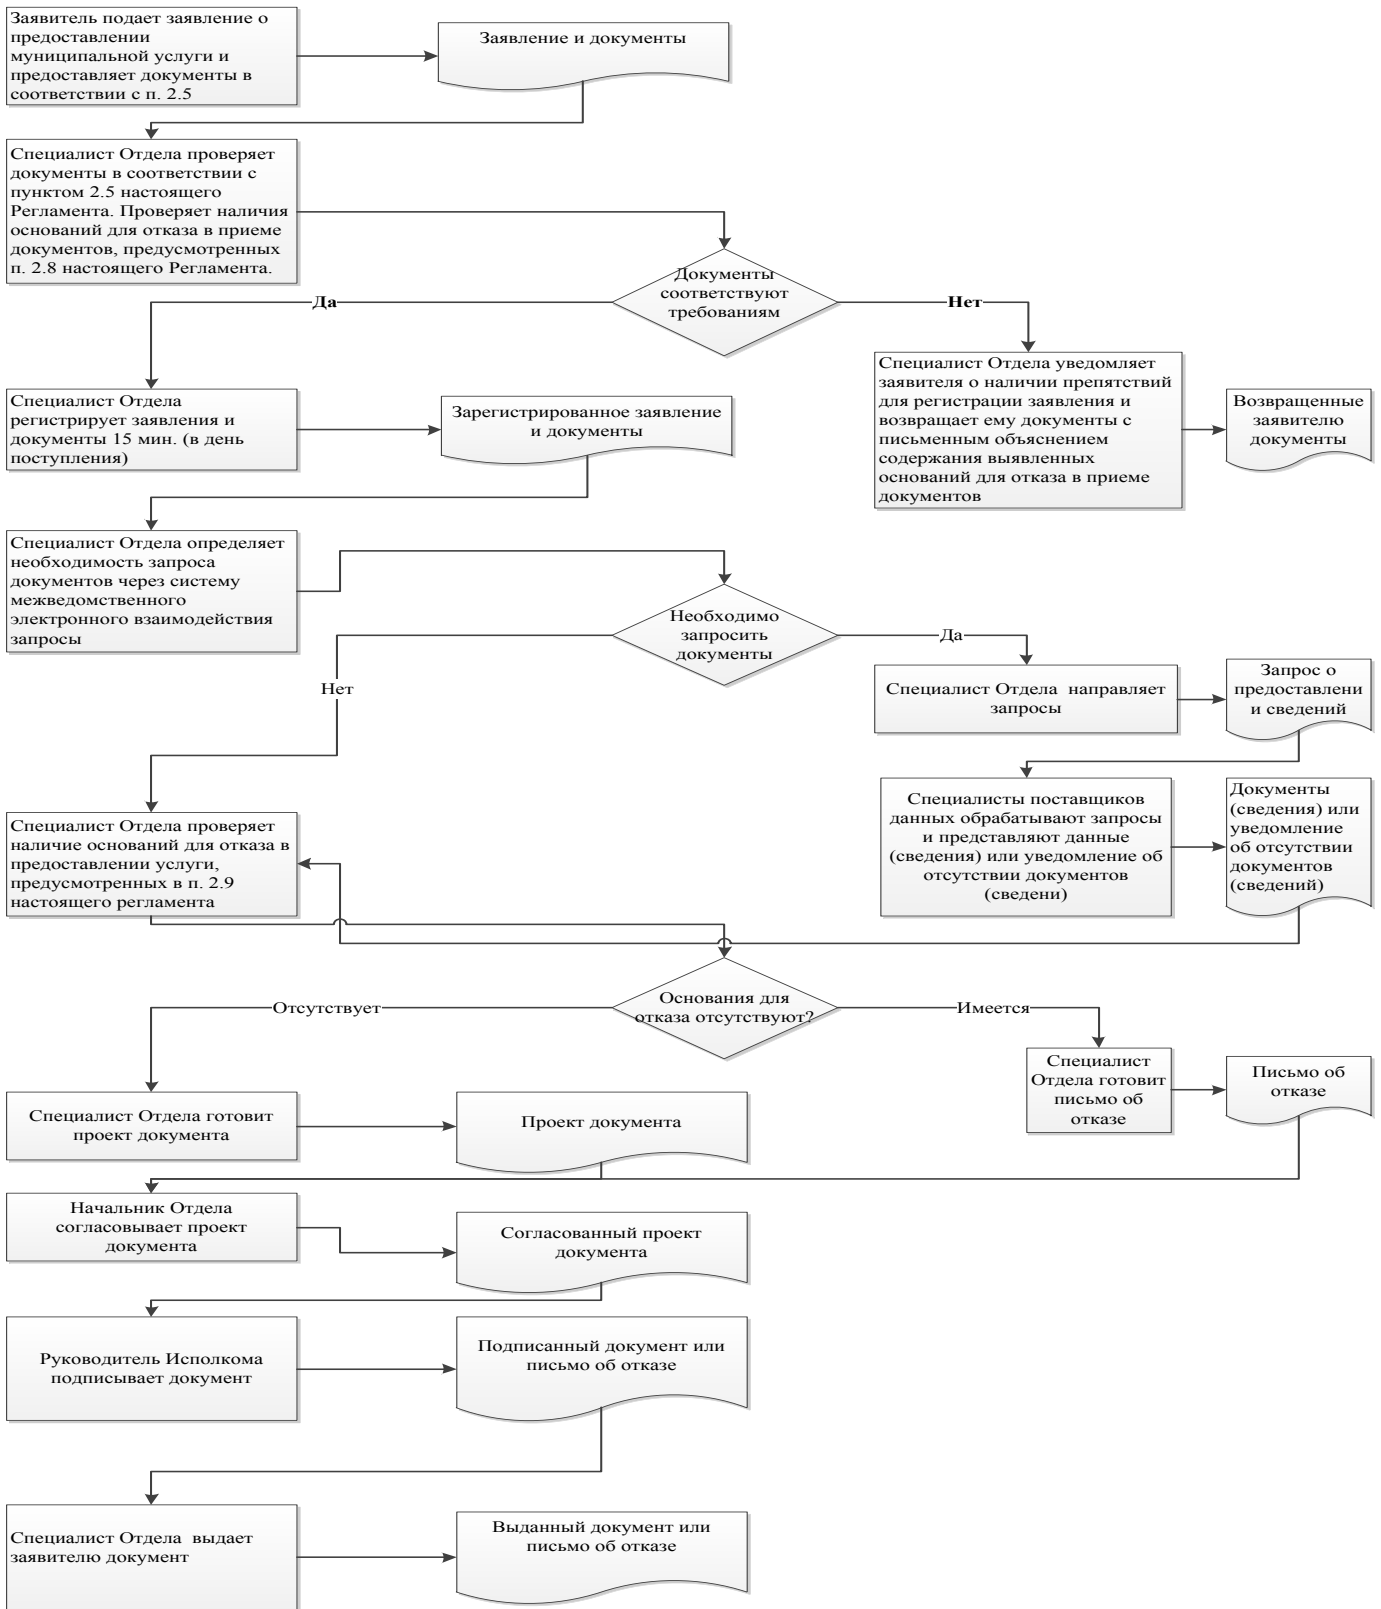 Заявитель подает заявление о
предоставлении
муниципальной услуги и
предоставляет документы в
соответствии с п. 2.5
Заявление и документы
Специалист Отдела проверяет
документы в соответствии с
пунктом 2.5 настоящего
Регламента. Проверяет наличия
оснований для отказа в приеме
документов, предусмотренных
п. 2.8 настоящего Регламента.
Документы
соответствуют
требованиям
Да
Нет
Специалист Отдела
регистрирует заявления и
документы 15 мин. (в день
поступления)
Зарегистрированное заявление
и документы
Специалист Отдела уведомляет
заявителя о наличии препятствий
для регистрации заявления и
возвращает ему документы с
письменным объяснением
содержания выявленных
оснований для отказа в приеме
документов
Возвращенные
заявителю
документы
Специалист Отдела определяет
необходимость запроса
документов через систему
межведомственного
электронного взаимодействия
запросы
Необходимо
запросить
документы
Да
Нет
Специалист Отдела  направляет
запросы
Запрос о
предоставлени
и сведений
Специалисты поставщиков
данных обрабатывают запросы
и представляют данные
(сведения) или уведомление об
отсутствии документов
(сведени)
Документы
(сведения) или
уведомление
об отсутствии
документов
(сведений)
Специалист Отдела проверяет
наличие оснований для отказа в
предоставлении услуги,
предусмотренных в п. 2.9
настоящего регламента
Основания для
отказа отсутствуют?
Отсутствует
Имеется
Специалист
Отдела готовит
письмо об
отказе
Письмо об
отказе
Специалист Отдела готовит
проект документа
Проект документа
Начальник Отдела
согласовывает проект
документа
Согласованный проект
документа
Руководитель Исполкома
подписывает документ
Подписанный документ или
письмо об отказе
Специалист Отдела  выдает
заявителю документ
Выданный документ или
письмо об отказе